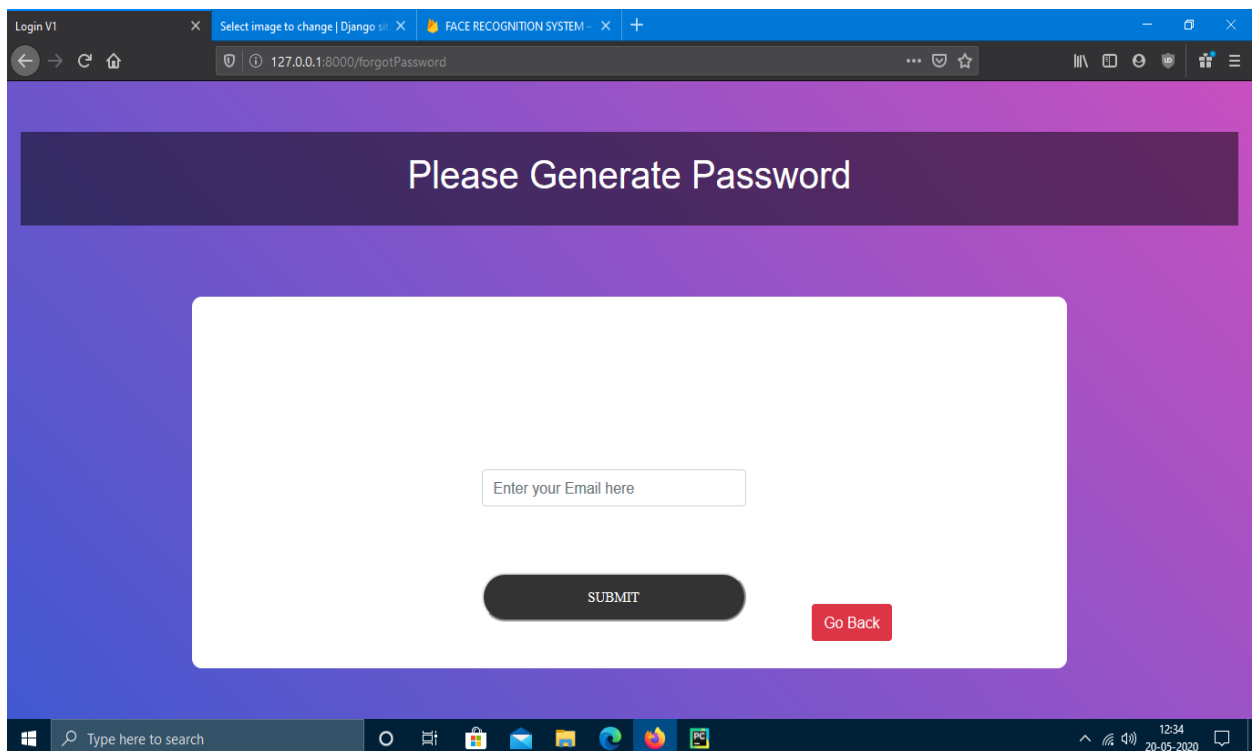 Login V1
Select image to change | Django sit
FACE RECOGNITION SYSTEM –
127.0.0.1:8000/forgotPassword
Please Generate Password
Enter your Email here
SUBMIT
Go Back
Type here to search
PC
12:34
20-05-2020